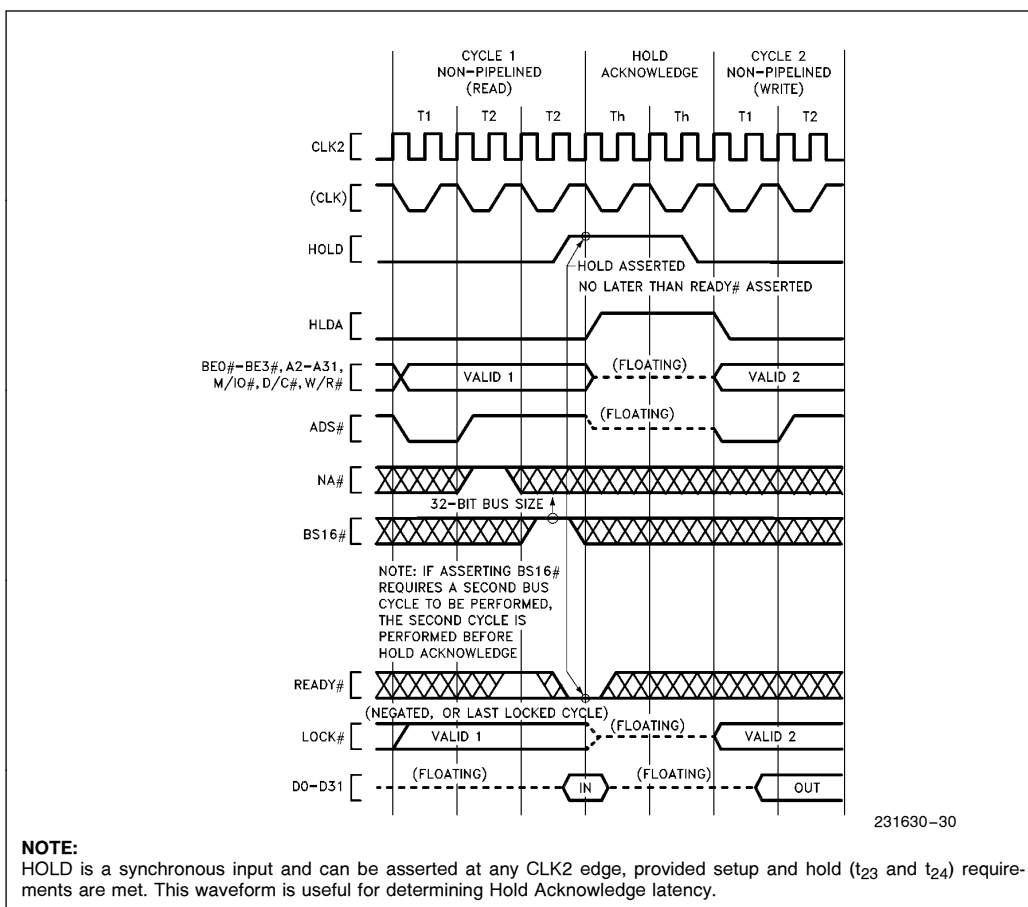 CYCLE 1
NON-PIPELINED
(READ)
HOLD
ACKNOWLEDGE
CYCLE 2
NON-PIPELINED
(WRITE)
T1 T2 T2 Th Th T1 T2
CLK2
(CLK)
HOLD
HOLD ASSERTED
NO LATER THAN READY# ASSERTED
HLDA
BE0#-BE3#, A2-A31,
M/IO#, D/C#, W/R#
VALID 1 (FLOATING) VALID 2
ADS# (FLOATING)
NA#
32-BIT BUS SIZE
BS16#
NOTE: IF ASSERTING BS16#
REQUIRES A SECOND BUS
CYCLE TO BE PERFORMED,
THE SECOND CYCLE IS
PERFORMED BEFORE
HOLD ACKNOWLEDGE
READY#
(NEGATED, OR LAST LOCKED CYCLE)
LOCK# VALID 1 (FLOATING) VALID 2
D0-D31 (FLOATING) IN (FLOATING) OUT
231630-30
NOTE:
HOLD is a synchronous input and can be asserted at any CLK2 edge, provided setup and hold (t23 and t24) require-
ments are met. This waveform is useful for determining Hold Acknowledge latency.